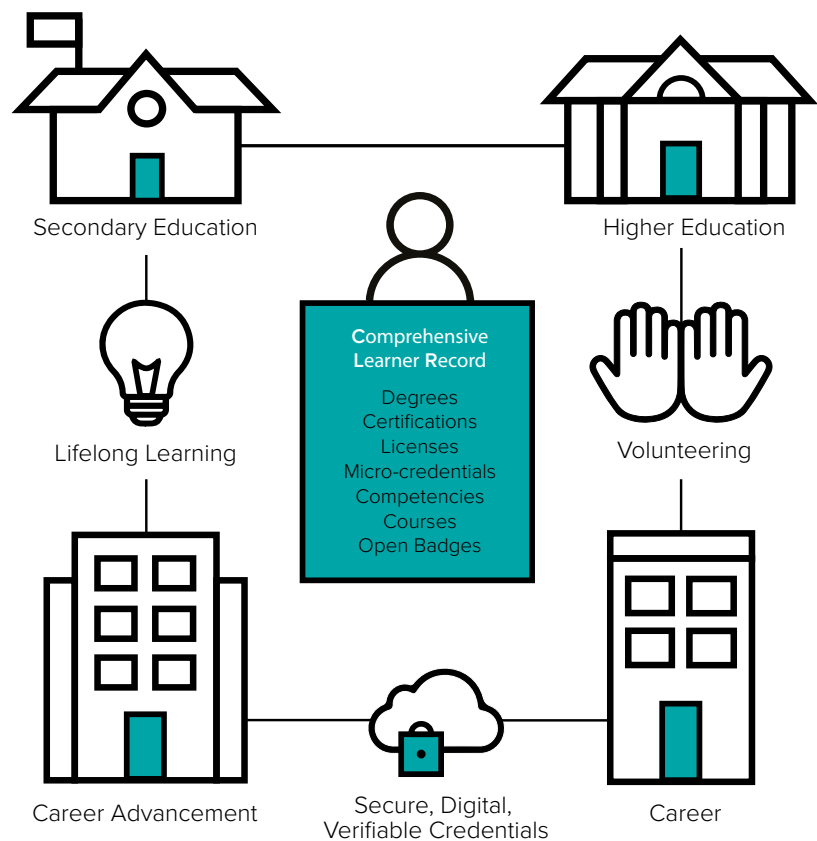 Secondary Education
Higher Education
Comprehensive
Learner Record
Degrees
Certifications
Licenses
Micro-credentials
Competencies
Courses
Open Badges
Lifelong Learning
Volunteering
Career Advancement
Secure, Digital,
Verifiable Credentials
Career